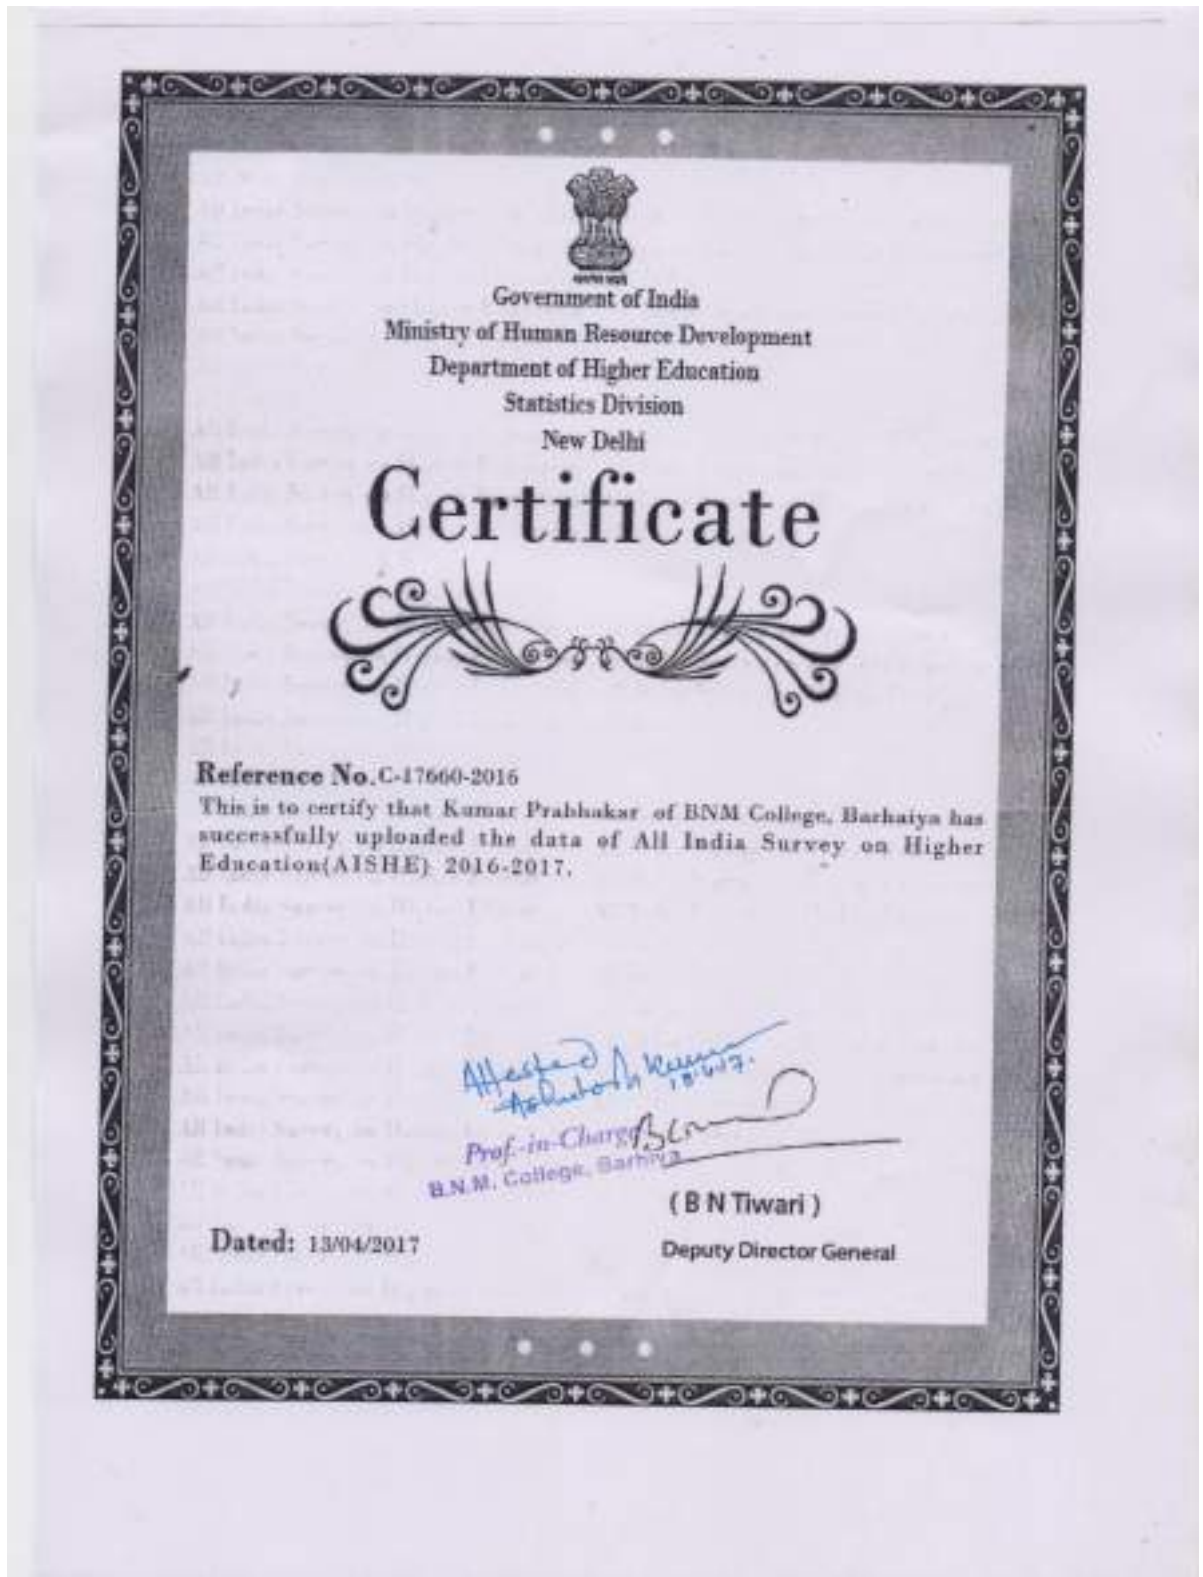 Government of India
Ministry of Human Resource Development
Department of Higher Education
Statistics Division
New Delhi
Certificate
Reference No.C-17660-2016
This is to certify that Kumar Prabhakar of BNM College, Barhaiya has
successfully uploaded the data of All India Survey on Higher
Education(AISHE) 2016-2017.
Attested
Ashutosh Kumar
Prof.-in-Charge
B.N.M. College, Barhiya
( B N Tiwari )
Dated: 13/04/2017
Deputy Director General